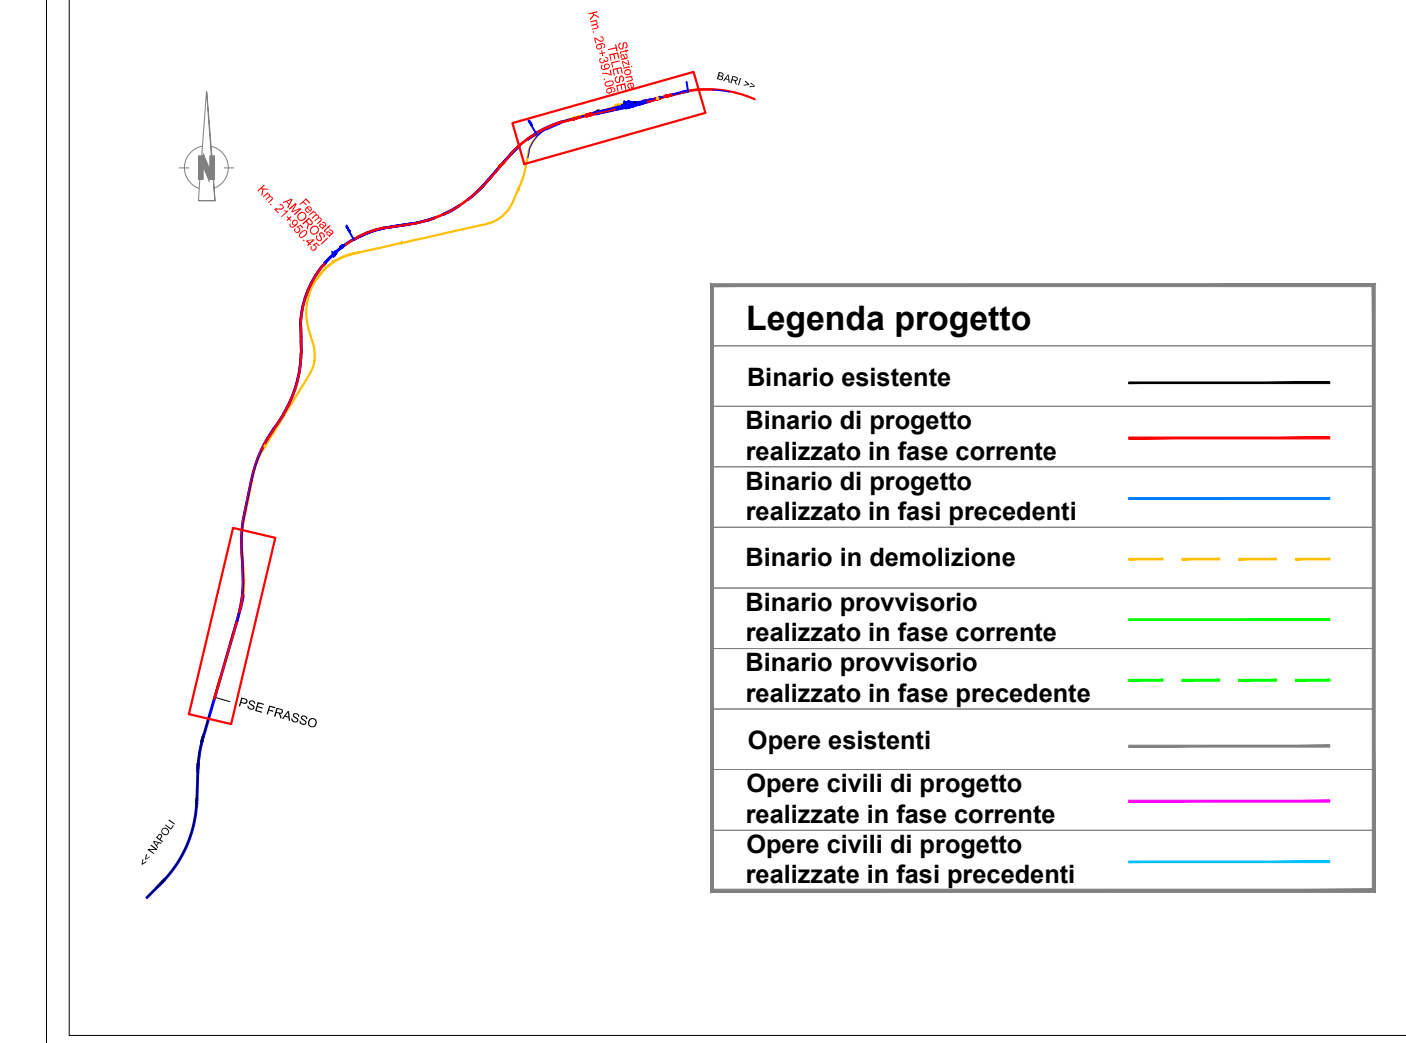 Km. 26+397.06
TELESE
Stazione
BARI >>
N
Fermata
AMOROSI
Km. 21+950.45
PSE FRASSO
<< NAPOLI
Legenda progetto
Binario esistente
Binario di progetto
realizzato in fase corrente
Binario di progetto
realizzato in fasi precedenti
Binario in demolizione
Binario provvisorio
realizzato in fase corrente
Binario provvisorio
realizzato in fase precedente
Opere esistenti
Opere civili di progetto
realizzate in fase corrente
Opere civili di progetto
realizzate in fasi precedenti